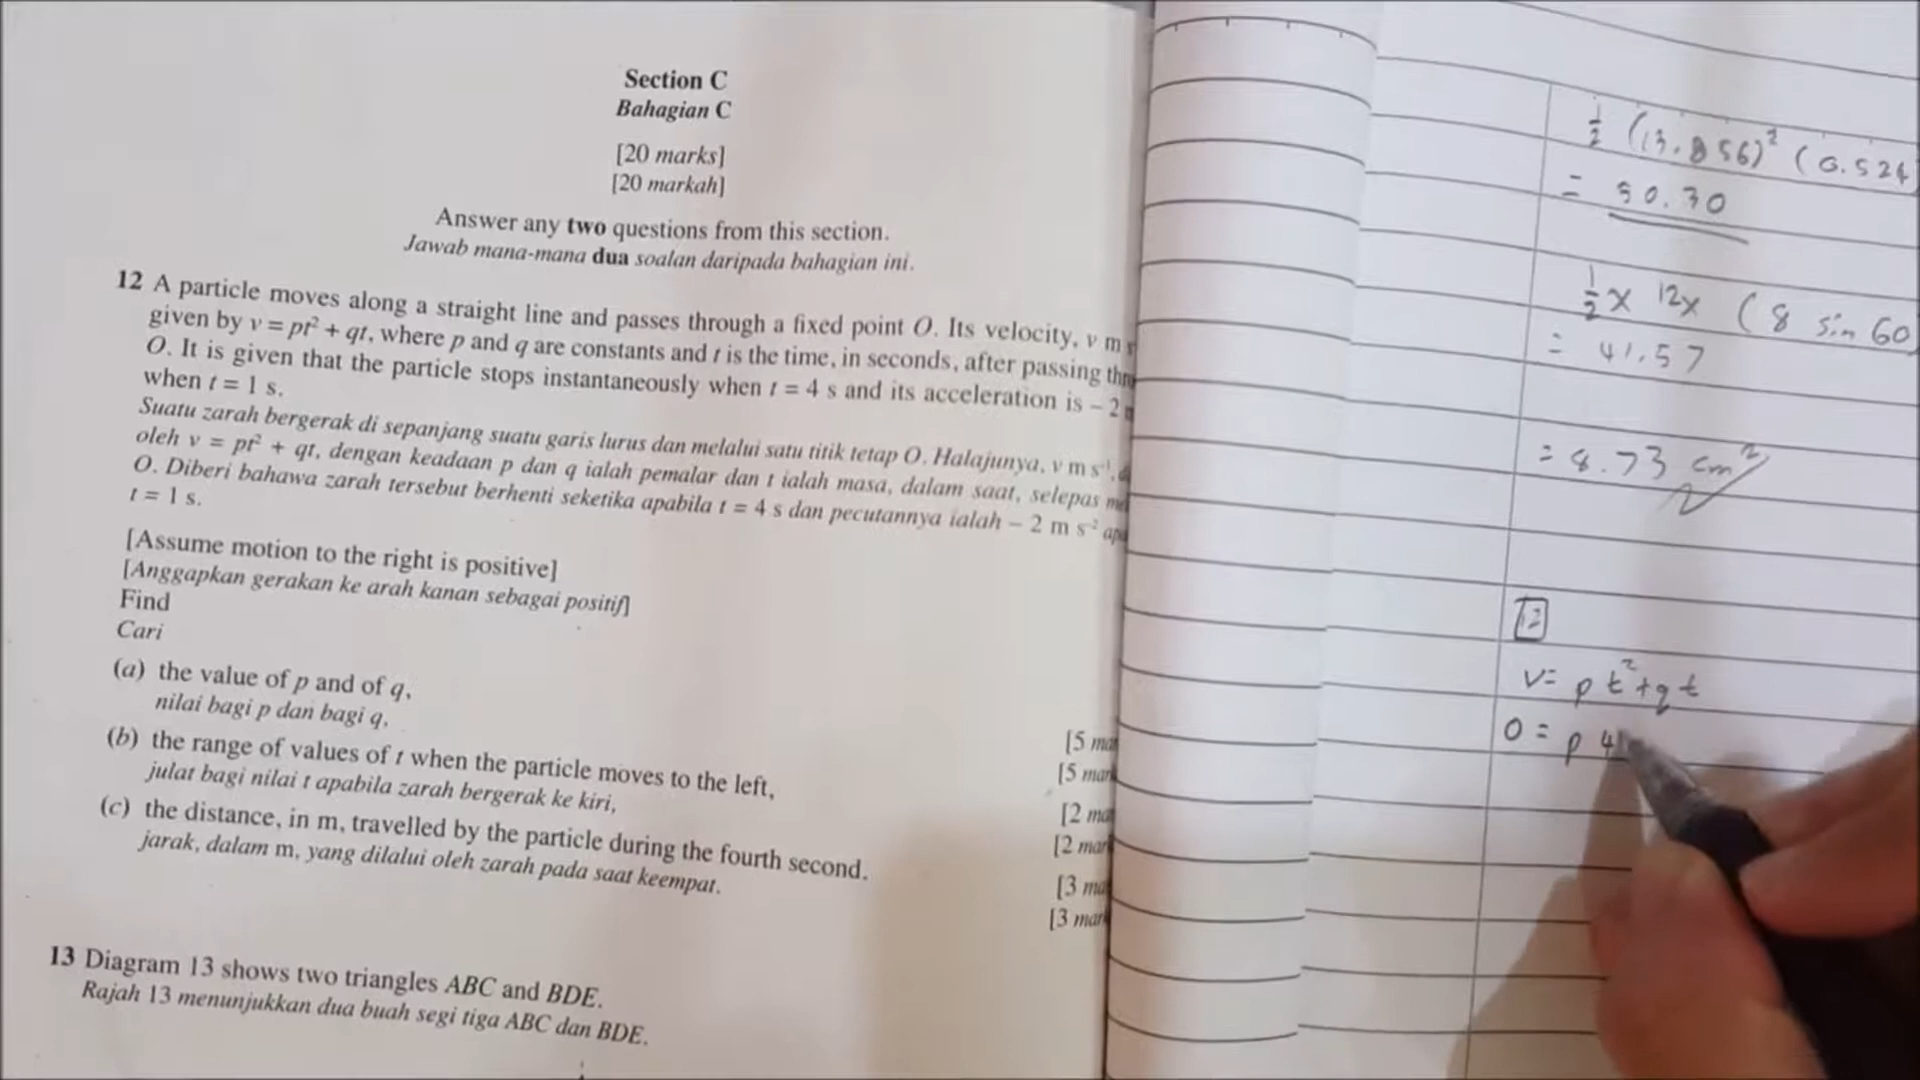 Section C
Bahagian C
[20 marks]
[20 markah]
Answer any two questions from this section.
Jawab mana-mana dua soalan daripada bahagian ini.
12 A particle moves along a straight line and passes through a fixed point O. Its velocity, v m
given by v = pt² + qt, where p and q are constants and t is the time, in seconds, after passing
O. It is given that the particle stops instantaneously when t = 4 s and its acceleration is – 2
when t = 1 s.
Suatu zarah bergerak di sepanjang suatu garis lurus dan melalui satu titik tetap O. Halajunya, v m s⁻¹,
oleh v = pt² + qt, dengan keadaan p dan q ialah pemalar dan t ialah masa, dalam saat, selepas
O. Diberi bahawa zarah tersebut berhenti seketika apabila t = 4 s dan pecutannya ialah – 2 m s⁻²
t = 1 s.
[Assume motion to the right is positive]
[Anggapkan gerakan ke arah kanan sebagai positif]
Find
Cari
(a) the value of p and of q,
nilai bagi p dan bagi q,
[5 ma
[5 mar
(b) the range of values of t when the particle moves to the left,
julat bagi nilai t apabila zarah bergerak ke kiri,
[2 ma
[2 mar
(c) the distance, in m, travelled by the particle during the fourth second.
jarak, dalam m, yang dilalui oleh zarah pada saat keempat.
[3 ma
[3 mar
13 Diagram 13 shows two triangles ABC and BDE.
Rajah 13 menunjukkan dua buah segi tiga ABC dan BDE.
½ (13.856)² (0.524
= 50.30
½ x 12 x (8 sin 60
= 41.57
= 8.73 cm²
12
v = pt² + qt
0 = p 4